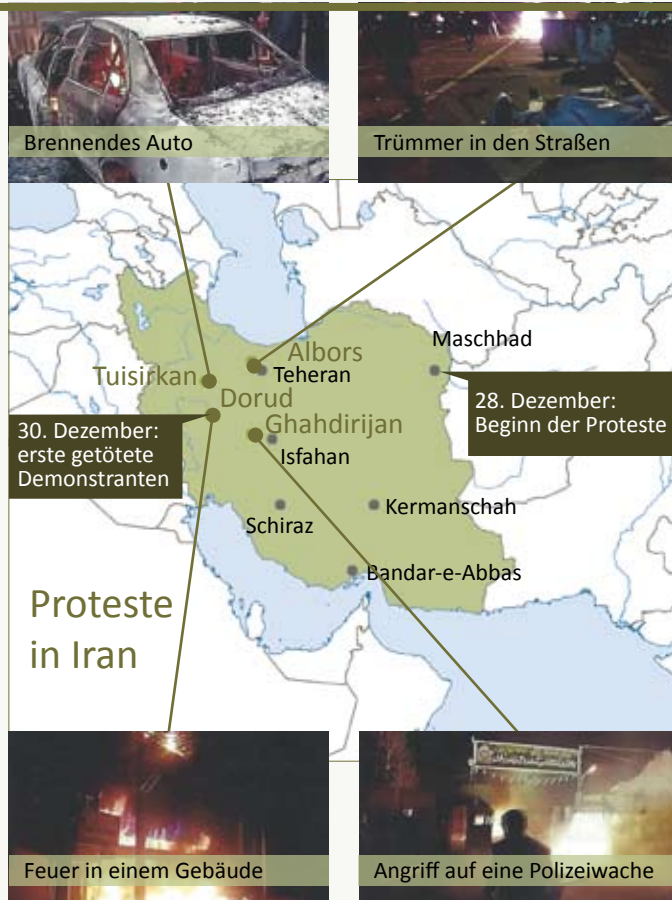 Brennendes Auto
Trümmer in den Straßen
Maschhad
Albors
Teheran
Tuisirkan
Dorud
28. Dezember:
Beginn der Proteste
30. Dezember:
erste getötete
Demonstranten
Ghahdirijan
Isfahan
Schiraz
Kermanschah
Bandar-e-Abbas
Proteste
in Iran
Feuer in einem Gebäude
Angriff auf eine Polizeiwache